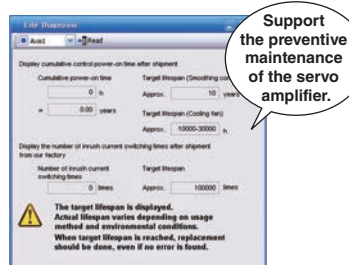 Life Diagnosis
Support
the preventive
maintenance
of the servo
amplifier.
Axis1 Read
Display cumulative control power-on time after shipment
Cumulative power-on time
0 h
= 0.00 years
Target lifespan (Smoothing
Approx. 10 years
Target lifespan (Cooling fan)
Approx. 10000-30000 h
Display the number of inrush current switching times after shipment
from our factory
Number of inrush current
switching times
0 times
Target lifespan
Approx. 100000 times
The target lifespan is displayed.
Actual lifespan varies depending on usage
method and environmental conditions.
When target lifespan is reached, replacement
should be done, even if no error is found.